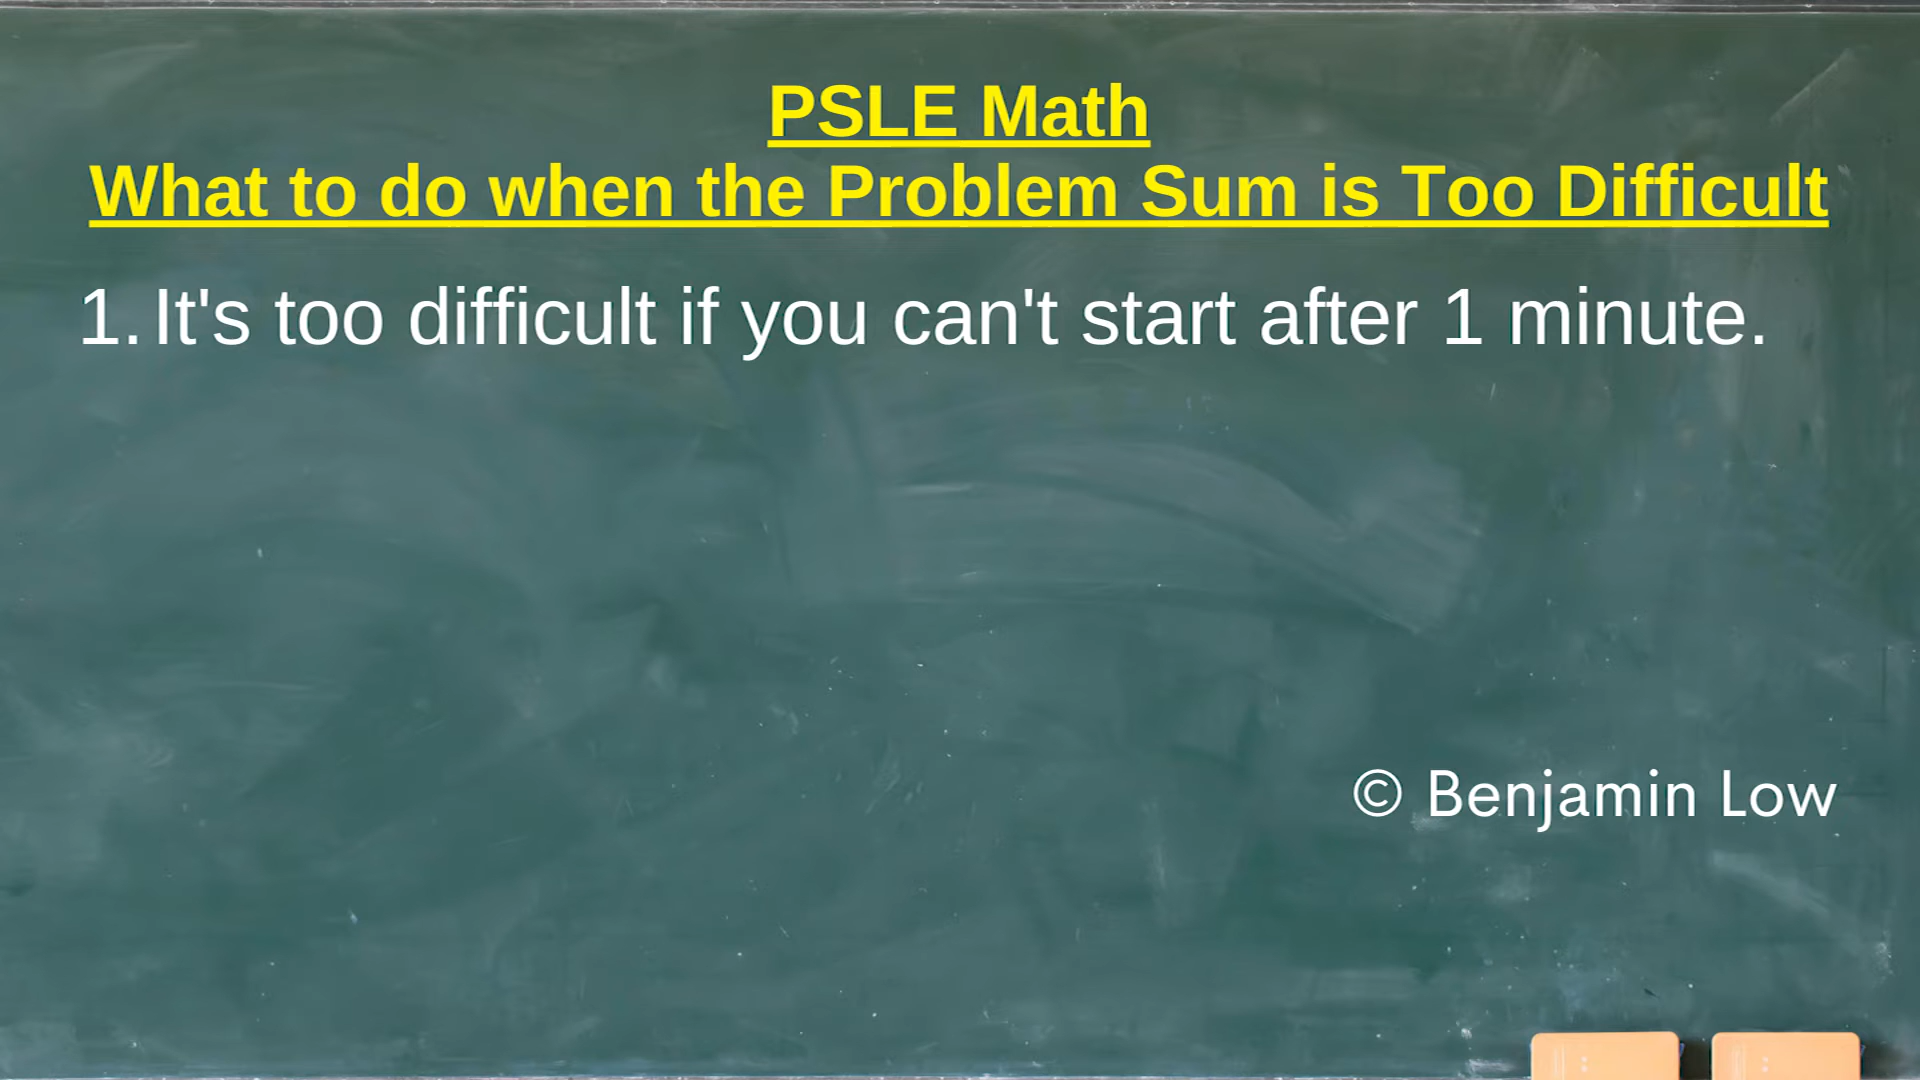 PSLE Math
What to do when the Problem Sum is Too Difficult
1. It's too difficult if you can't start after 1 minute.
© Benjamin Low